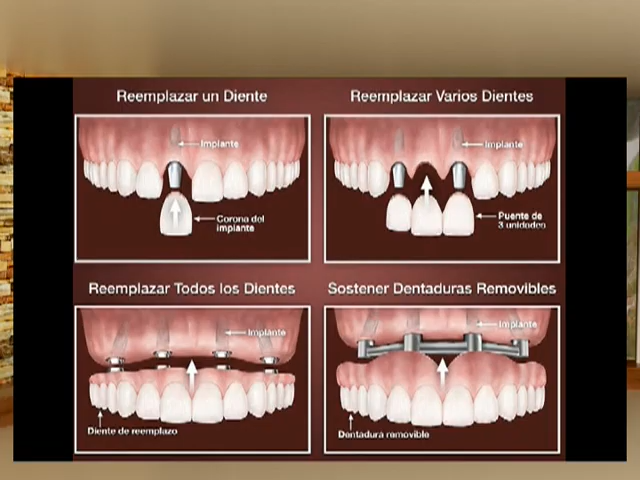 Reemplazar un Diente
Implante
Corona del
implante
Reemplazar Varios Dientes
Implante
Puente de
3 unidades
Reemplazar Todos los Dientes
Implante
Diente de reemplazo
Sostener Dentaduras Removibles
Implante
Dentadura removible